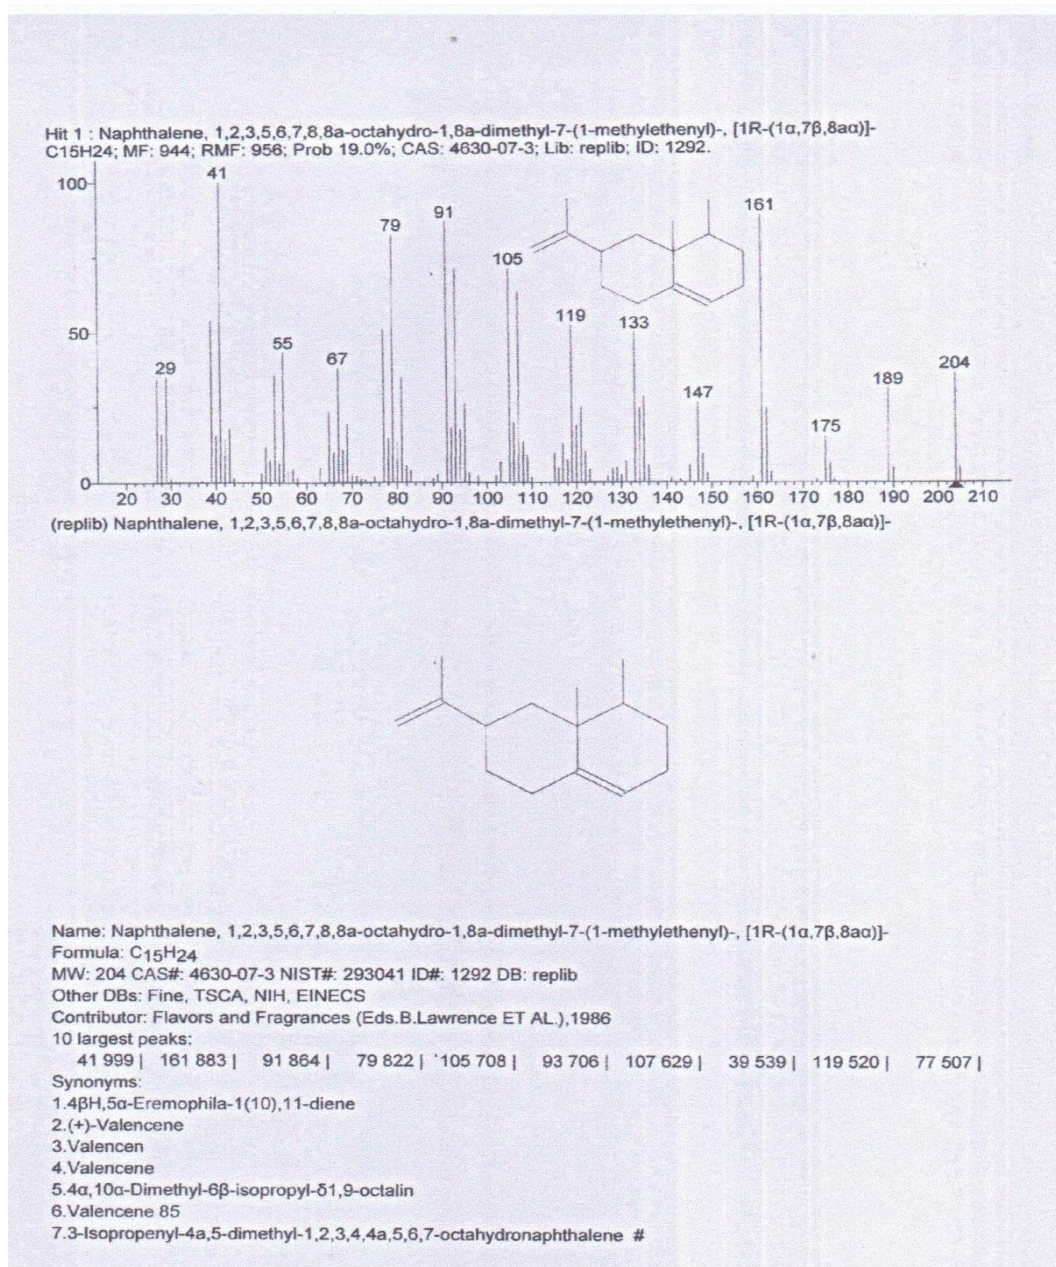 Hit 1 : Naphthalene, 1,2,3,5,6,7,8,8a-octahydro-1,8a-dimethyl-7-(1-methylethenyl)-, [1R-(1α,7β,8aα)]-
C15H24; MF: 944; RMF: 956; Prob 19.0%; CAS: 4630-07-3; Lib: replib; ID: 1292.
100
50
0
29 41 55 67 79 91 105 119 133 147 161 175 189 204
20 30 40 50 60 70 80 90 100 110 120 130 140 150 160 170 180 190 200 210
(replib) Naphthalene, 1,2,3,5,6,7,8,8a-octahydro-1,8a-dimethyl-7-(1-methylethenyl)-, [1R-(1α,7β,8aα)]-
Name: Naphthalene, 1,2,3,5,6,7,8,8a-octahydro-1,8a-dimethyl-7-(1-methylethenyl)-, [1R-(1α,7β,8aα)]-
Formula: C₁₅H₂₄
MW: 204 CAS#: 4630-07-3 NIST#: 293041 ID#: 1292 DB: replib
Other DBs: Fine, TSCA, NIH, EINECS
Contributor: Flavors and Fragrances (Eds.B.Lawrence ET AL.),1986
10 largest peaks:
41 999 | 161 883 | 91 864 | 79 822 | 105 708 | 93 706 | 107 629 | 39 539 | 119 520 | 77 507 |
Synonyms:
1.4βH,5α-Eremophila-1(10),11-diene
2.(+)-Valencene
3.Valencen
4.Valencene
5.4α,10α-Dimethyl-6β-isopropyl-δ1,9-octalin
6.Valencene 85
7.3-Isopropenyl-4a,5-dimethyl-1,2,3,4,4a,5,6,7-octahydronaphthalene #